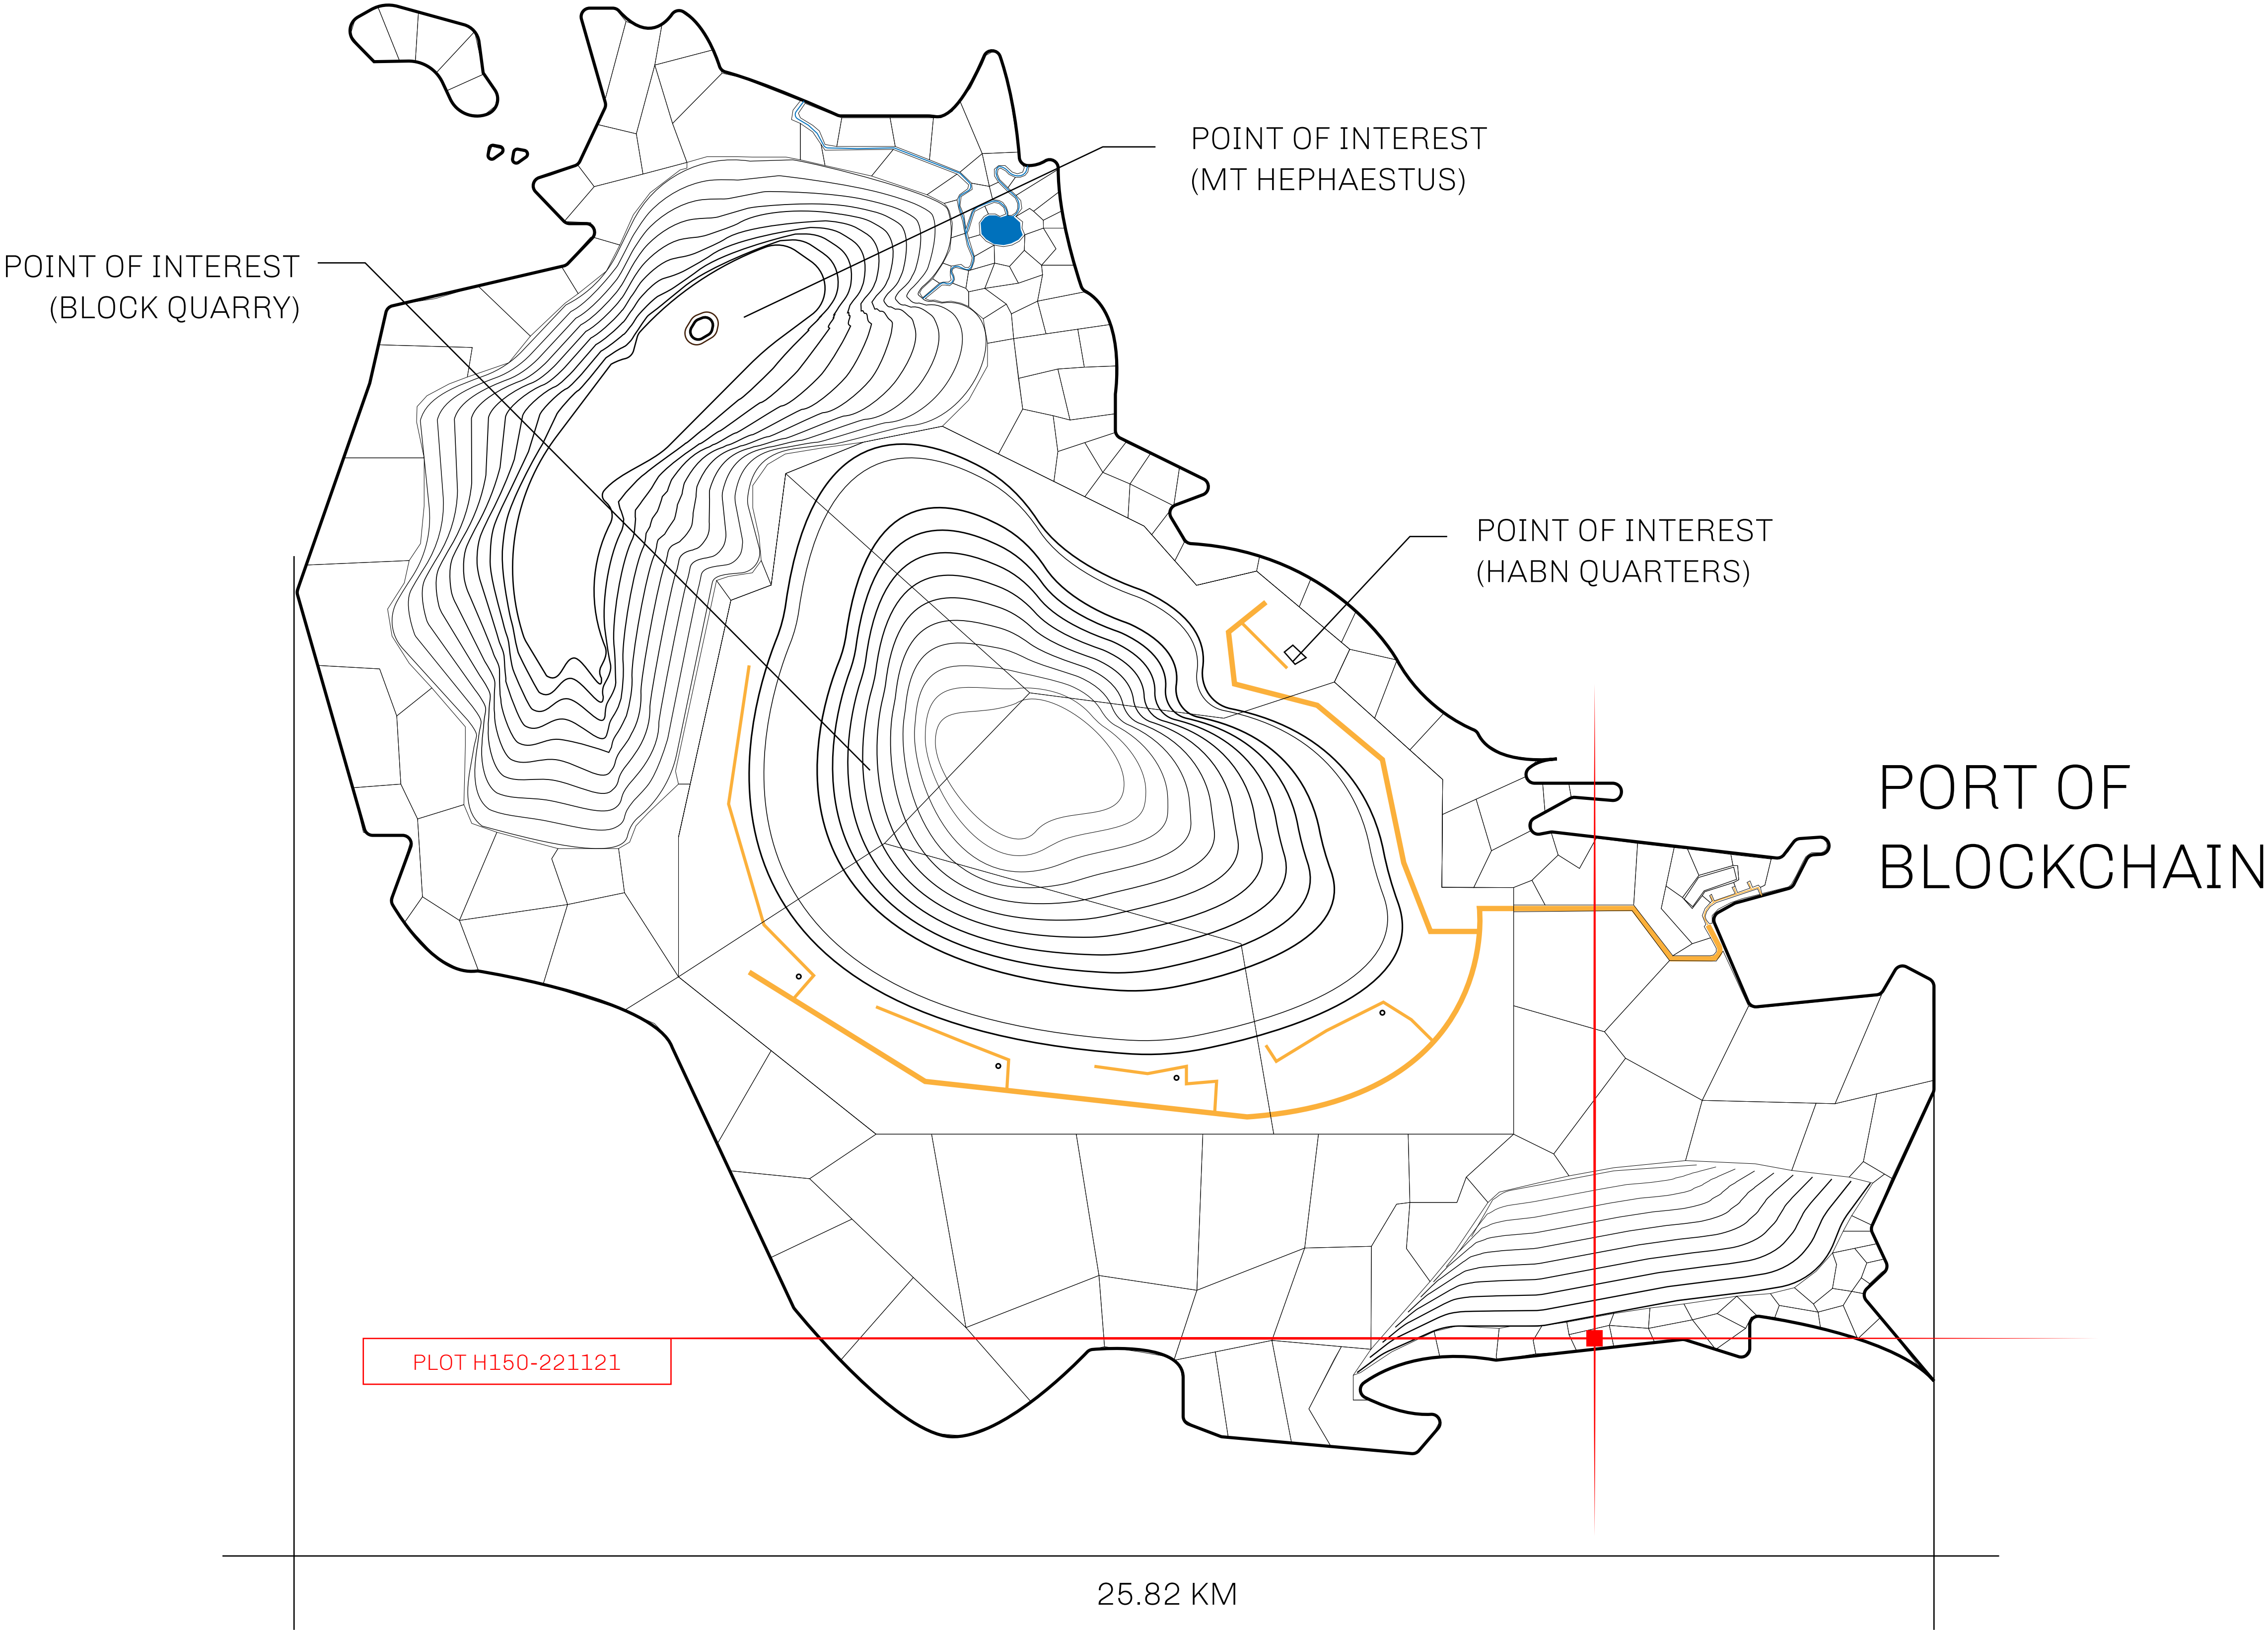 POINT OF INTEREST
(MT HEPHAESTUS)
POINT OF INTEREST
(BLOCK QUARRY)
POINT OF INTEREST
(HABN QUARTERS)
PORT OF
BLOCKCHAIN
PLOT H150-221121
25.82 KM